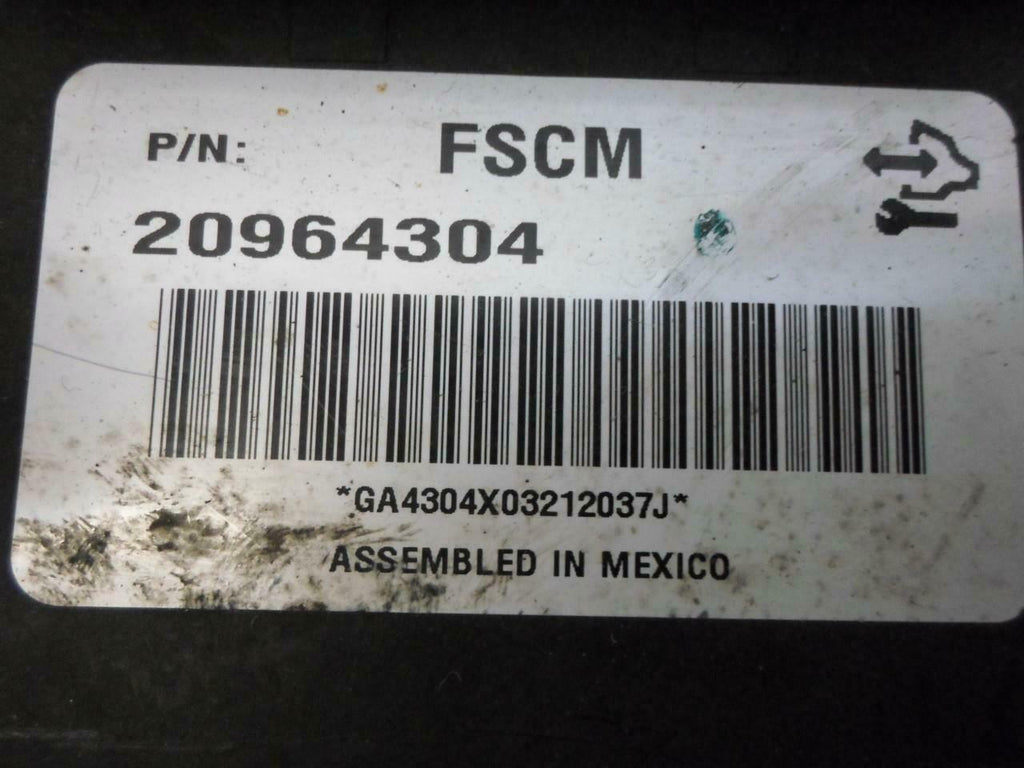 P/N: FSCM
20964304
*GA4304X03212037J*
ASSEMBLED IN MEXICO